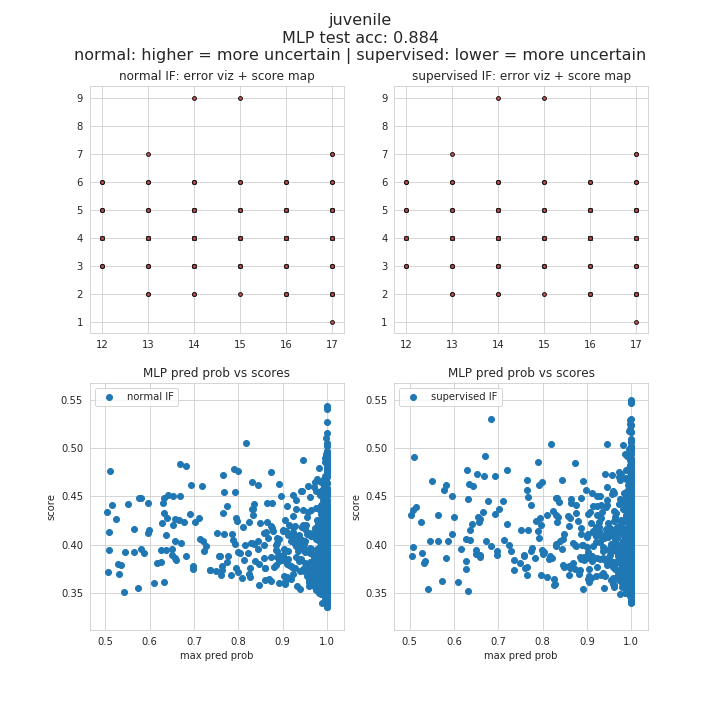 juvenile
MLP test acc: 0.884
normal: higher = more uncertain | supervised: lower = more uncertain
normal IF: error viz + score map
9
8
7
6
5
4
3
2
1
12 13 14 15 16 17
supervised IF: error viz + score map
9
8
7
6
5
4
3
2
1
12 13 14 15 16 17
MLP pred prob vs scores
normal IF
score
0.55
0.50
0.45
0.40
0.35
0.5 0.6 0.7 0.8 0.9 1.0
max pred prob
MLP pred prob vs scores
supervised IF
score
0.55
0.50
0.45
0.40
0.35
0.5 0.6 0.7 0.8 0.9 1.0
max pred prob